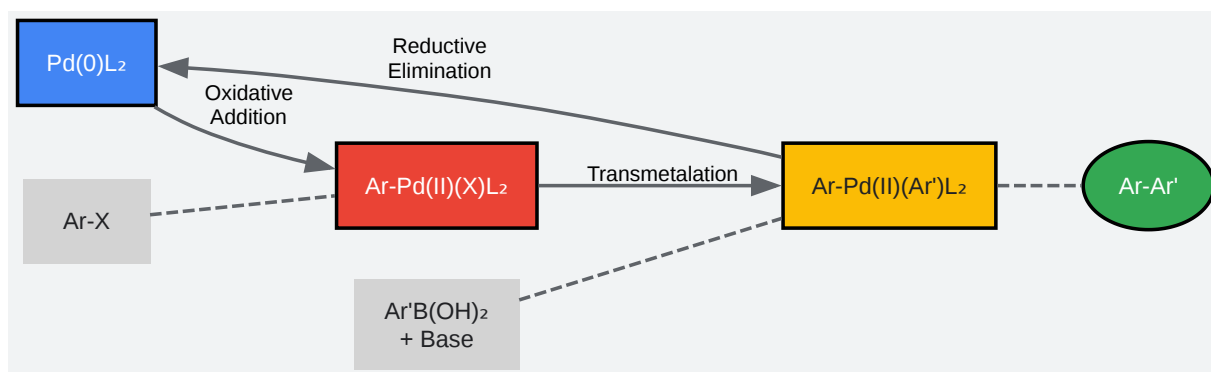 Pd(0)L₂
Reductive
Elimination
Oxidative
Addition
Ar-Pd(II)(X)L₂
Transmetalation
Ar-Pd(II)(Ar')L₂
Ar-Ar'
Ar-X
Ar'B(OH)₂
+ Base